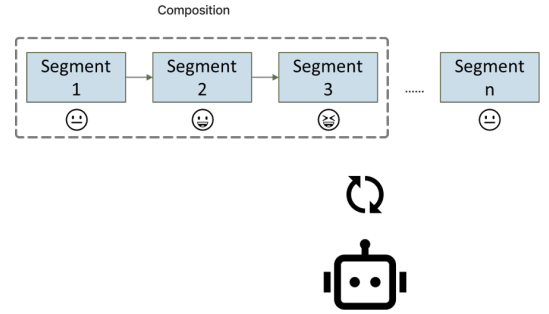 Composition
Segment
1
Segment
2
Segment
3
......
Segment
n